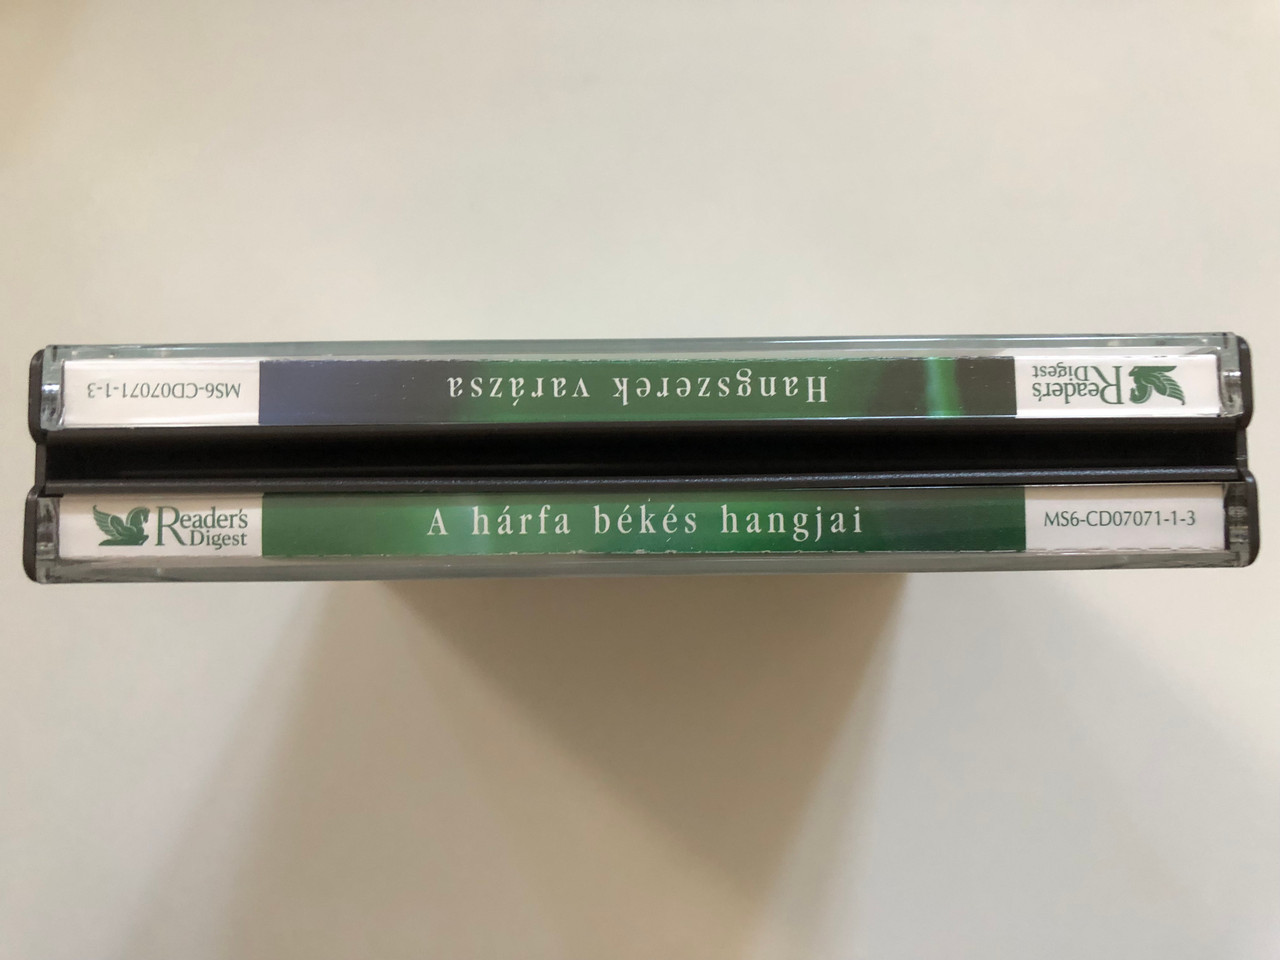 Reader's Digest
Hangszerek varázsa
MS6-CD07071-1-3
Reader's Digest
A hárfa békés hangjai
MS6-CD07071-1-3